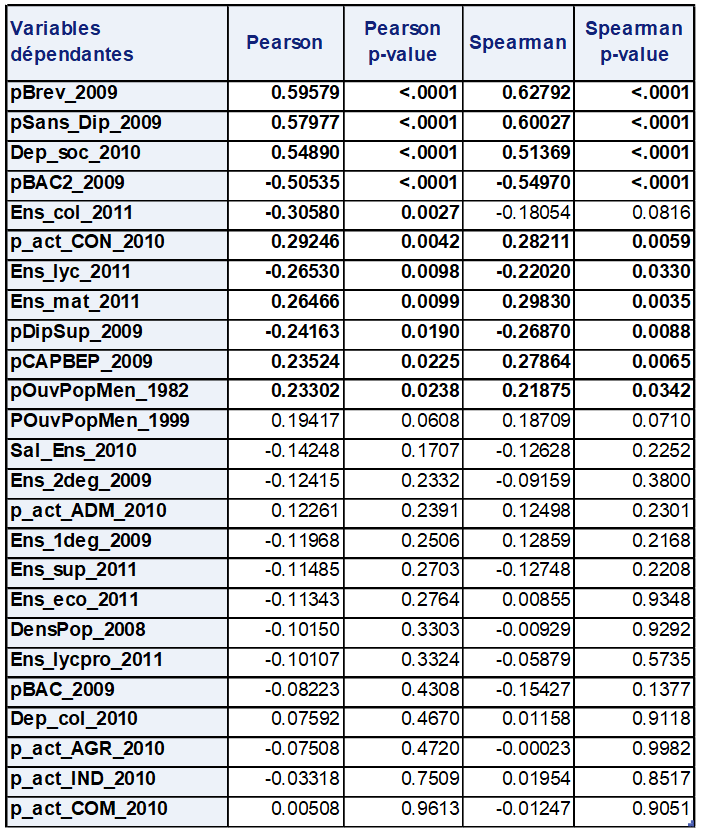 Variables dépendantes Pearson Pearson p-value Spearman Spearman p-value
pBrev_2009 0.59579 <.0001 0.62792 <.0001
pSans_Dip_2009 0.57977 <.0001 0.60027 <.0001
Dep_soc_2010 0.54890 <.0001 0.51369 <.0001
pBAC2_2009 -0.50535 <.0001 -0.54970 <.0001
Ens_col_2011 -0.30580 0.0027 -0.18054 0.0816
p_act_CON_2010 0.29246 0.0042 0.28211 0.0059
Ens_lyc_2011 -0.26530 0.0098 -0.22020 0.0330
Ens_mat_2011 0.26466 0.0099 0.29830 0.0035
pDipSup_2009 -0.24163 0.0190 -0.26870 0.0088
pCAPBEP_2009 0.23524 0.0225 0.27864 0.0065
pOuvPopMen_1982 0.23302 0.0238 0.21875 0.0342
POuvPopMen_1999 0.19417 0.0608 0.18709 0.0710
Sal_Ens_2010 -0.14248 0.1707 -0.12628 0.2252
Ens_2deg_2009 -0.12415 0.2332 -0.09159 0.3800
p_act_ADM_2010 0.12261 0.2391 0.12498 0.2301
Ens_1deg_2009 -0.11968 0.2506 0.12859 0.2168
Ens_sup_2011 -0.11485 0.2703 -0.12748 0.2208
Ens_eco_2011 -0.11343 0.2764 0.00855 0.9348
DensPop_2008 -0.10150 0.3303 -0.00929 0.9292
Ens_lycpro_2011 -0.10107 0.3324 -0.05879 0.5735
pBAC_2009 -0.08223 0.4308 -0.15427 0.1377
Dep_col_2010 0.07592 0.4670 0.01158 0.9118
p_act_AGR_2010 -0.07508 0.4720 -0.00023 0.9982
p_act_IND_2010 -0.03318 0.7509 0.01954 0.8517
p_act_COM_2010 0.00508 0.9613 -0.01247 0.9051